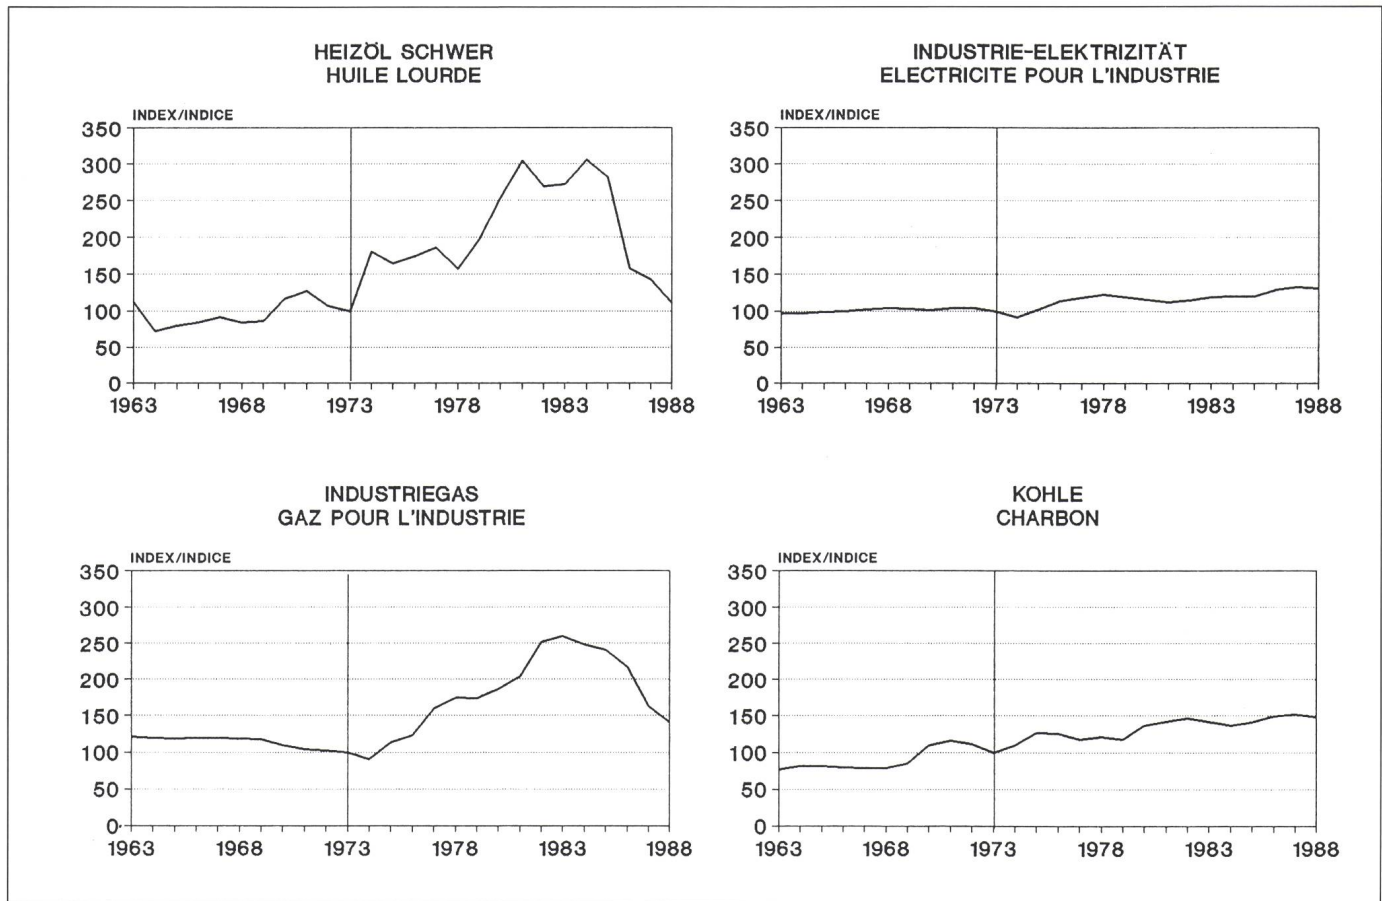 HEIZÖL SCHWER
HUILE LOURDE
INDEX/INDICE
350
300
250
200
150
100
50
0
1963 1968 1973 1978 1983 1988
INDUSTRIE-ELEKTRIZITÄT
ELECTRICITE POUR L'INDUSTRIE
INDEX/INDICE
350
300
250
200
150
100
50
0
1963 1968 1973 1978 1983 1988
INDUSTRIEGAS
GAZ POUR L'INDUSTRIE
INDEX/INDICE
350
300
250
200
150
100
50
0
1963 1968 1973 1978 1983 1988
KOHLE
CHARBON
INDEX/INDICE
350
300
250
200
150
100
50
0
1963 1968 1973 1978 1983 1988